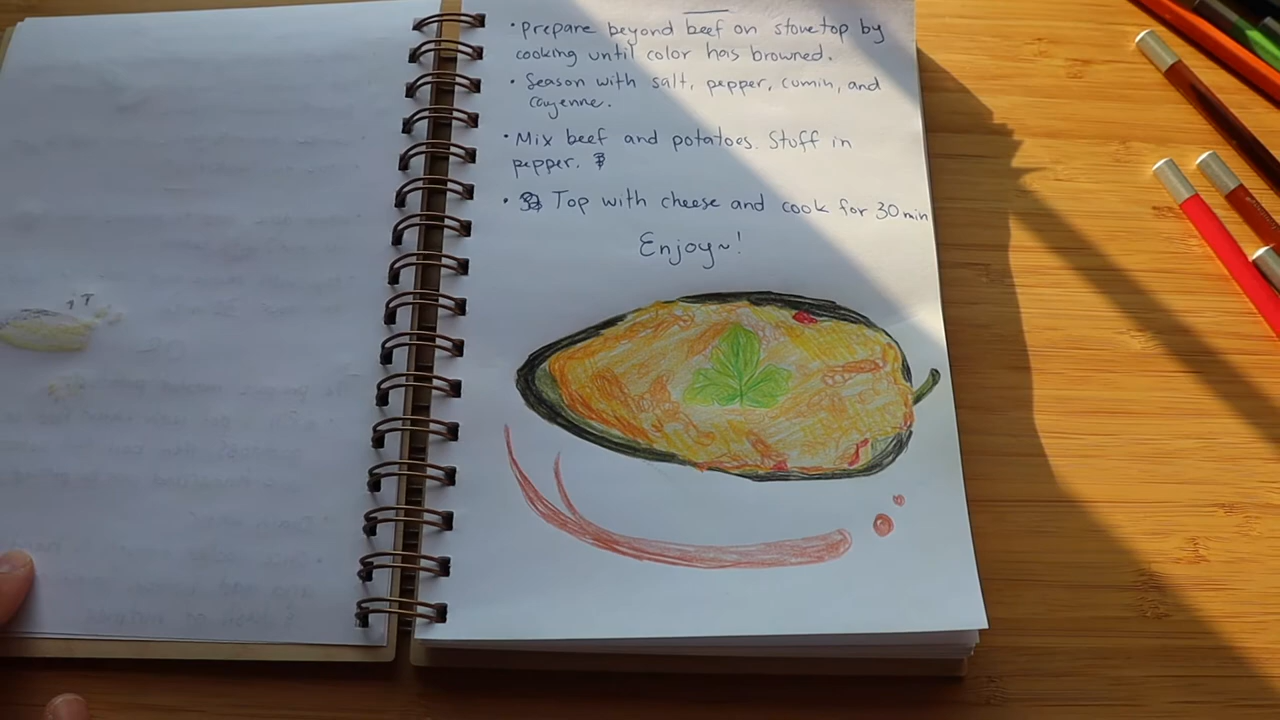 • Prepare beyond beef on stovetop by
cooking until color has browned.
• Season with salt, pepper, cumin, and
cayenne.
• Mix beef and potatoes. Stuff in
pepper.
• Top with cheese and cook for 30 min
Enjoy~!